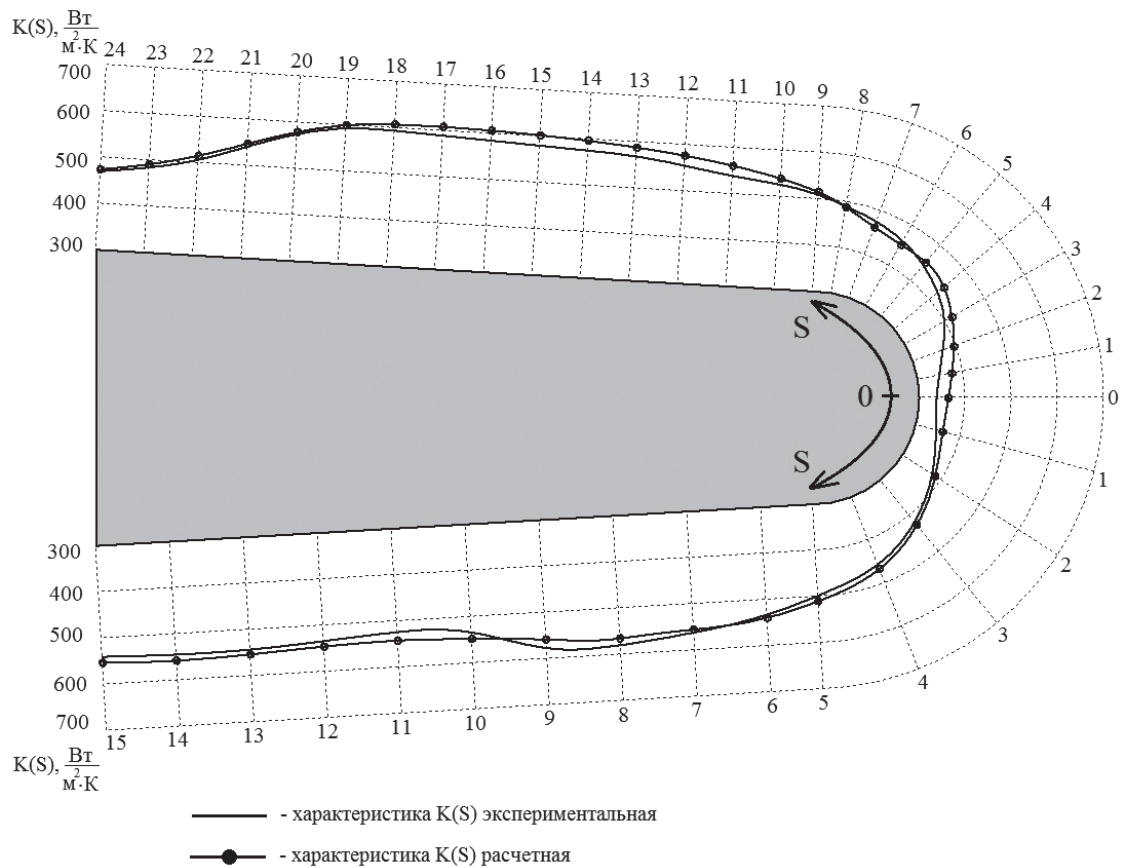 K(S), Вт
м²·К
24 23 22 21 20 19 18 17 16 15 14 13 12 11 10 9 8 7 6 5 4 3 2 1 0
700
600
500
400
300
S
0
S
1
2
3
4
300
400
500
600
700
15 14 13 12 11 10 9 8 7 6 5
K(S), Вт
м²·К
- характеристика K(S) экспериментальная
- характеристика K(S) расчетная